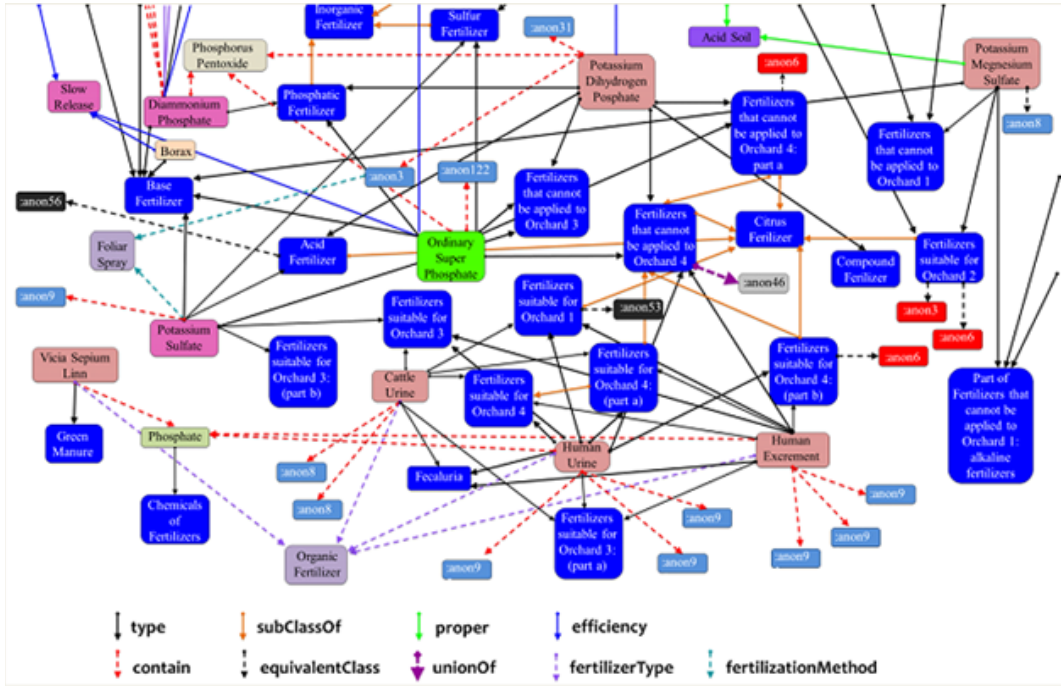 Inorganic
Fertilizer
Sulfur
Fertilizer
:anon31
Acid Soil
Potassium
Megnesium
Sulfate
Phosphorus
Pentoxide
Potassium
Dihydrogen
Posphate
:anon6
Slow
Release
Diammonium
Phosphate
Phosphatic
Fertilizer
Fertilizers
that cannot
be applied to
Orchard 4:
part a
Fertilizers
that cannot
be applied to
Orchard 1
:anon8
Borax
:anon3
:anon122
Base
Fertilizer
:anon56
Fertilizers
that cannot
be applied to
Orchard 3
Fertilizers
that cannot
be applied to
Orchard 4
Citrus
Ferilizer
Foliar
Spray
Acid
Fertilizer
Ordinary
Super
Phosphate
Compound
Ferilizer
Fertilizers
suitable for
Orchard 2
:anon46
:anon9
Potassium
Sulfate
Fertilizers
suitable for
Orchard 3
Fertilizers
suitable for
Orchard 1
:anon53
:anon3
:anon6
:anon6
Vicia Sepium
Linn
Fertilizers
suitable for
Orchard 3:
(part b)
Cattle
Urine
Fertilizers
suitable for
Orchard 4
Fertilizers
suitable for
Orchard 4:
(part a)
Fertilizers
suitable for
Orchard 4:
(part b)
Part of
Fertilizers that
cannot be
applied to
Orchard 1:
alkaline
fertilizers
Green
Manure
Phosphate
Human
Urine
Human
Excrement
:anon8
Fecaluria
:anon9
:anon8
Chemicals
of
Fertilizers
:anon9
:anon9
Fertilizers
suitable for
Orchard 3:
(part a)
Organic
Fertilizer
:anon9
:anon9
:anon9
type
subClassOf
proper
efficiency
contain
equivalentClass
unionOf
fertilizerType
fertilizationMethod